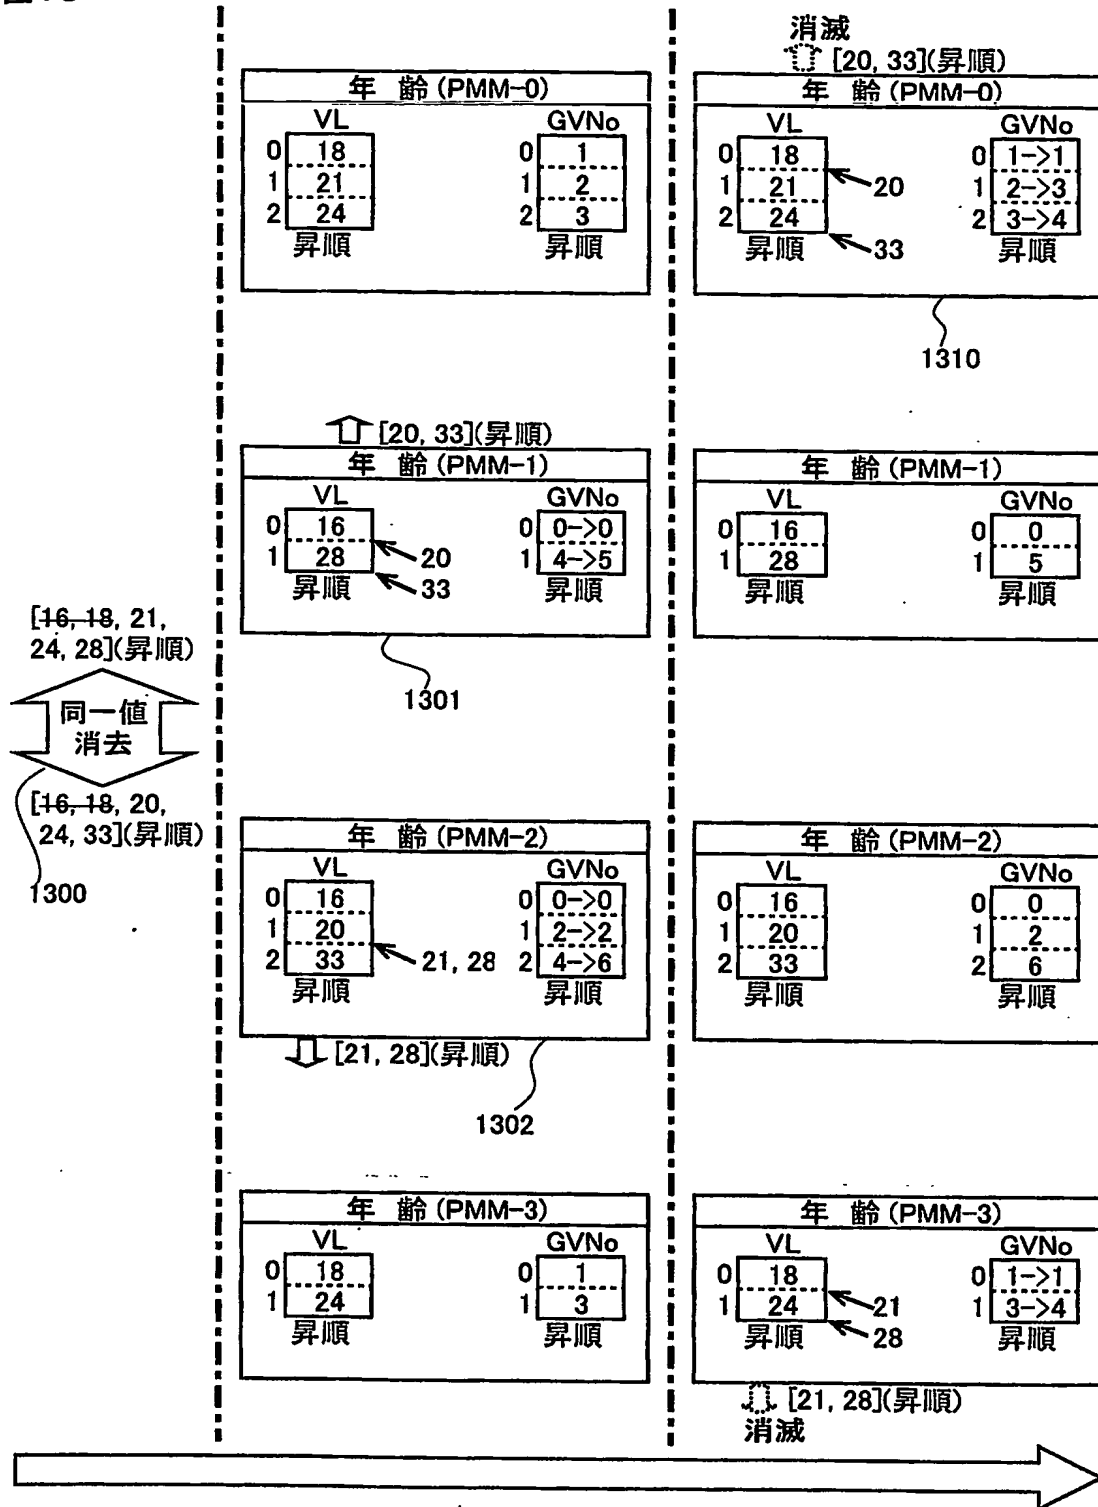 [16, 18, 21,
24, 28](昇順)
同一値
消去
[16, 18, 20,
24, 33](昇順)
1300
年 齢 (PMM-0)
VL GVNo
0 18 0 1
1 21 1 2
2 24 2 3
昇順 昇順
[20, 33](昇順)
年 齢 (PMM-1)
VL GVNo
0 16 0 0->0
1 28 20 1 4->5
昇順 33 昇順
1301
年 齢 (PMM-2)
VL GVNo
0 16 0 0->0
1 20 1 2->2
2 33 21, 28 2 4->6
昇順 昇順
[21, 28](昇順)
1302
年 齢 (PMM-3)
VL GVNo
0 18 0 1
1 24 1 3
昇順 昇順
消滅
[20, 33](昇順)
年 齢 (PMM-0)
VL GVNo
0 18 0 1->1
1 21 20 1 2->3
2 24 2 3->4
昇順 33 昇順
1310
年 齢 (PMM-1)
VL GVNo
0 16 0 0
1 28 1 5
昇順 昇順
年 齢 (PMM-2)
VL GVNo
0 16 0 0
1 20 1 2
2 33 2 6
昇順 昇順
年 齢 (PMM-3)
VL GVNo
0 18 0 1->1
1 24 21 1 3->4
昇順 28 昇順
[21, 28](昇順)
消滅